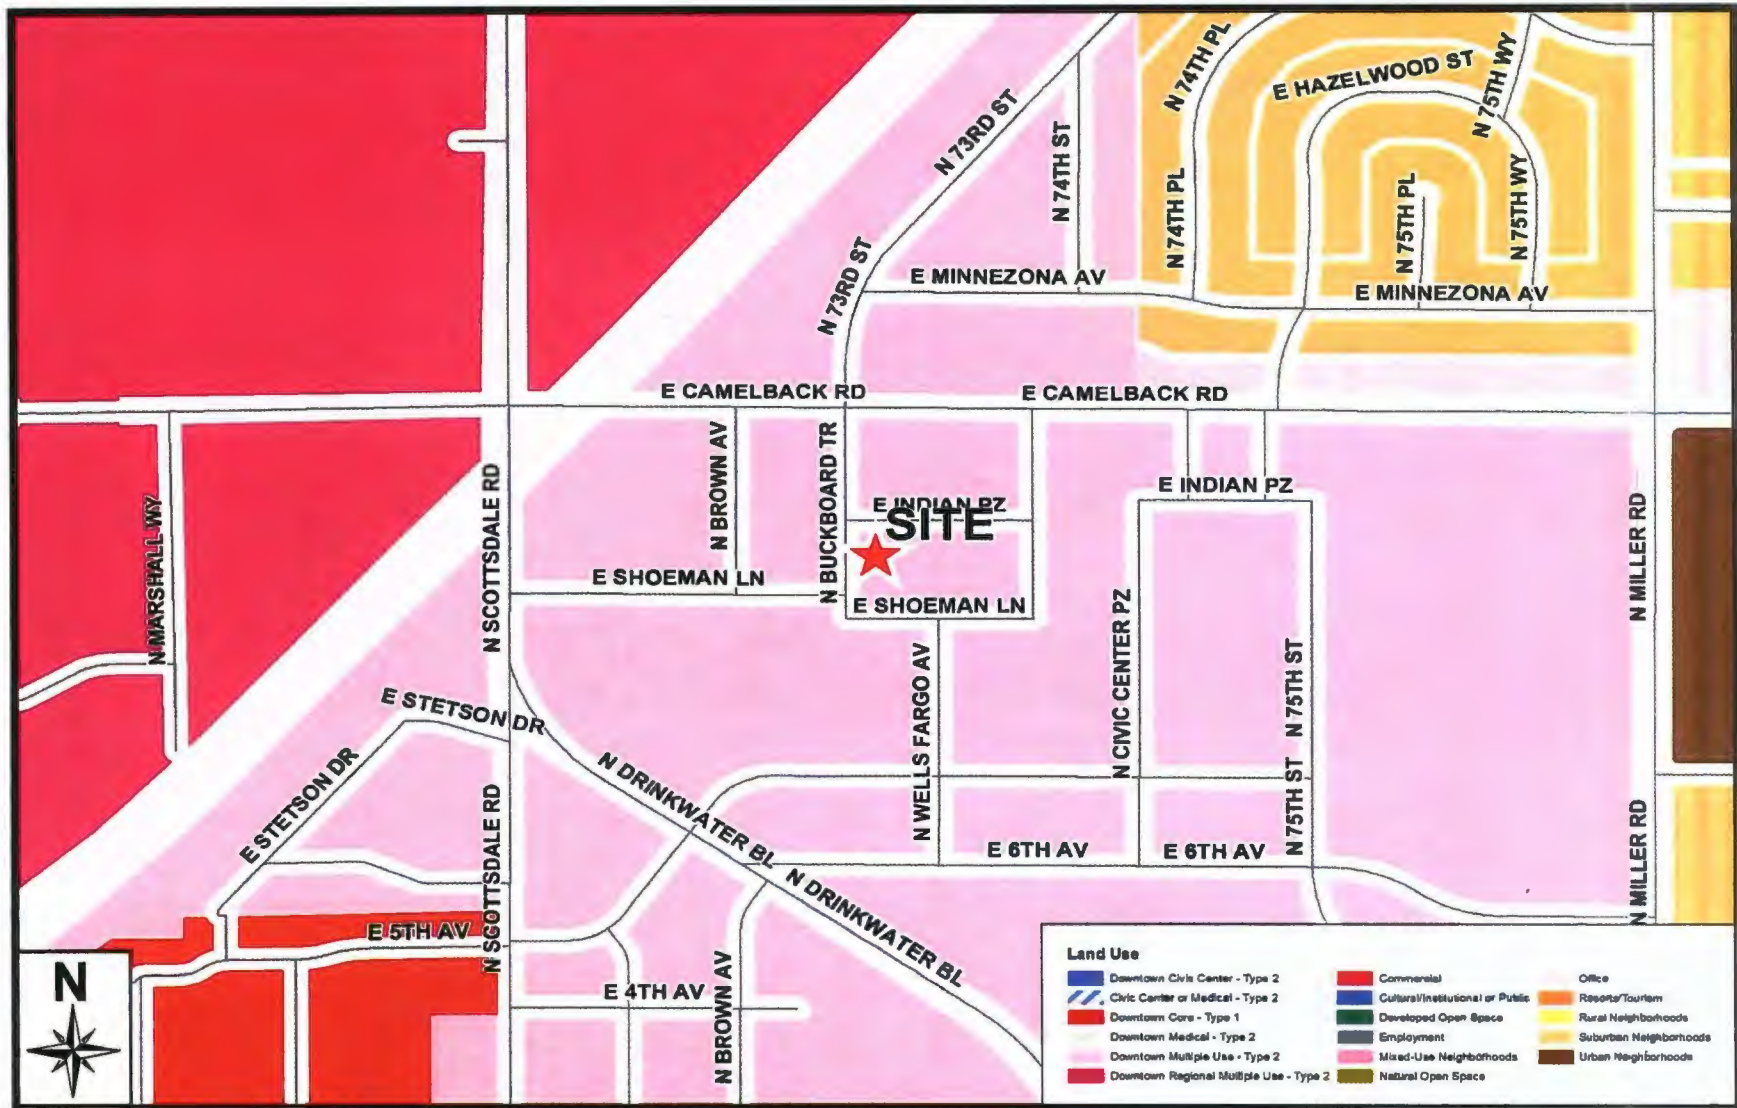 N 74TH PL
N 75TH WY
E HAZELWOOD ST
N 73RD ST
N 74TH ST
N 74TH PL
N 75TH PL
N 75TH WY
N 73RD ST
E MINNEZONA AV
E MINNEZONA AV
E CAMELBACK RD
E CAMELBACK RD
N SCOTTSDALE RD
N BROWN AV
N BUCKBOARD TR
E INDIAN PZ
E INDIAN PZ
SITE
N MARSHALL WY
N MILLER RD
E SHOEMAN LN
E SHOEMAN LN
N CIVIC CENTER PZ
N 75TH ST
N 75TH ST
N WELLS FARGO AV
E STETSON DR
E STETSON DR
N DRINKWATER BL
N SCOTTSDALE RD
E 6TH AV
E 6TH AV
N DRINKWATER BL
N MILLER RD
E 5TH AV
E 4TH AV
N BROWN AV
N
Land Use
Downtown Civic Center - Type 2
Civic Center or Medical - Type 2
Downtown Core - Type 1
Downtown Medical - Type 2
Downtown Multiple Use - Type 2
Downtown Regional Multiple Use - Type 2
Commercial
Cultural/Institutional or Public
Developed Open Space
Employment
Mixed-Use Neighborhoods
Natural Open Space
Office
Resorts/Tourism
Rural Neighborhoods
Suburban Neighborhoods
Urban Neighborhoods